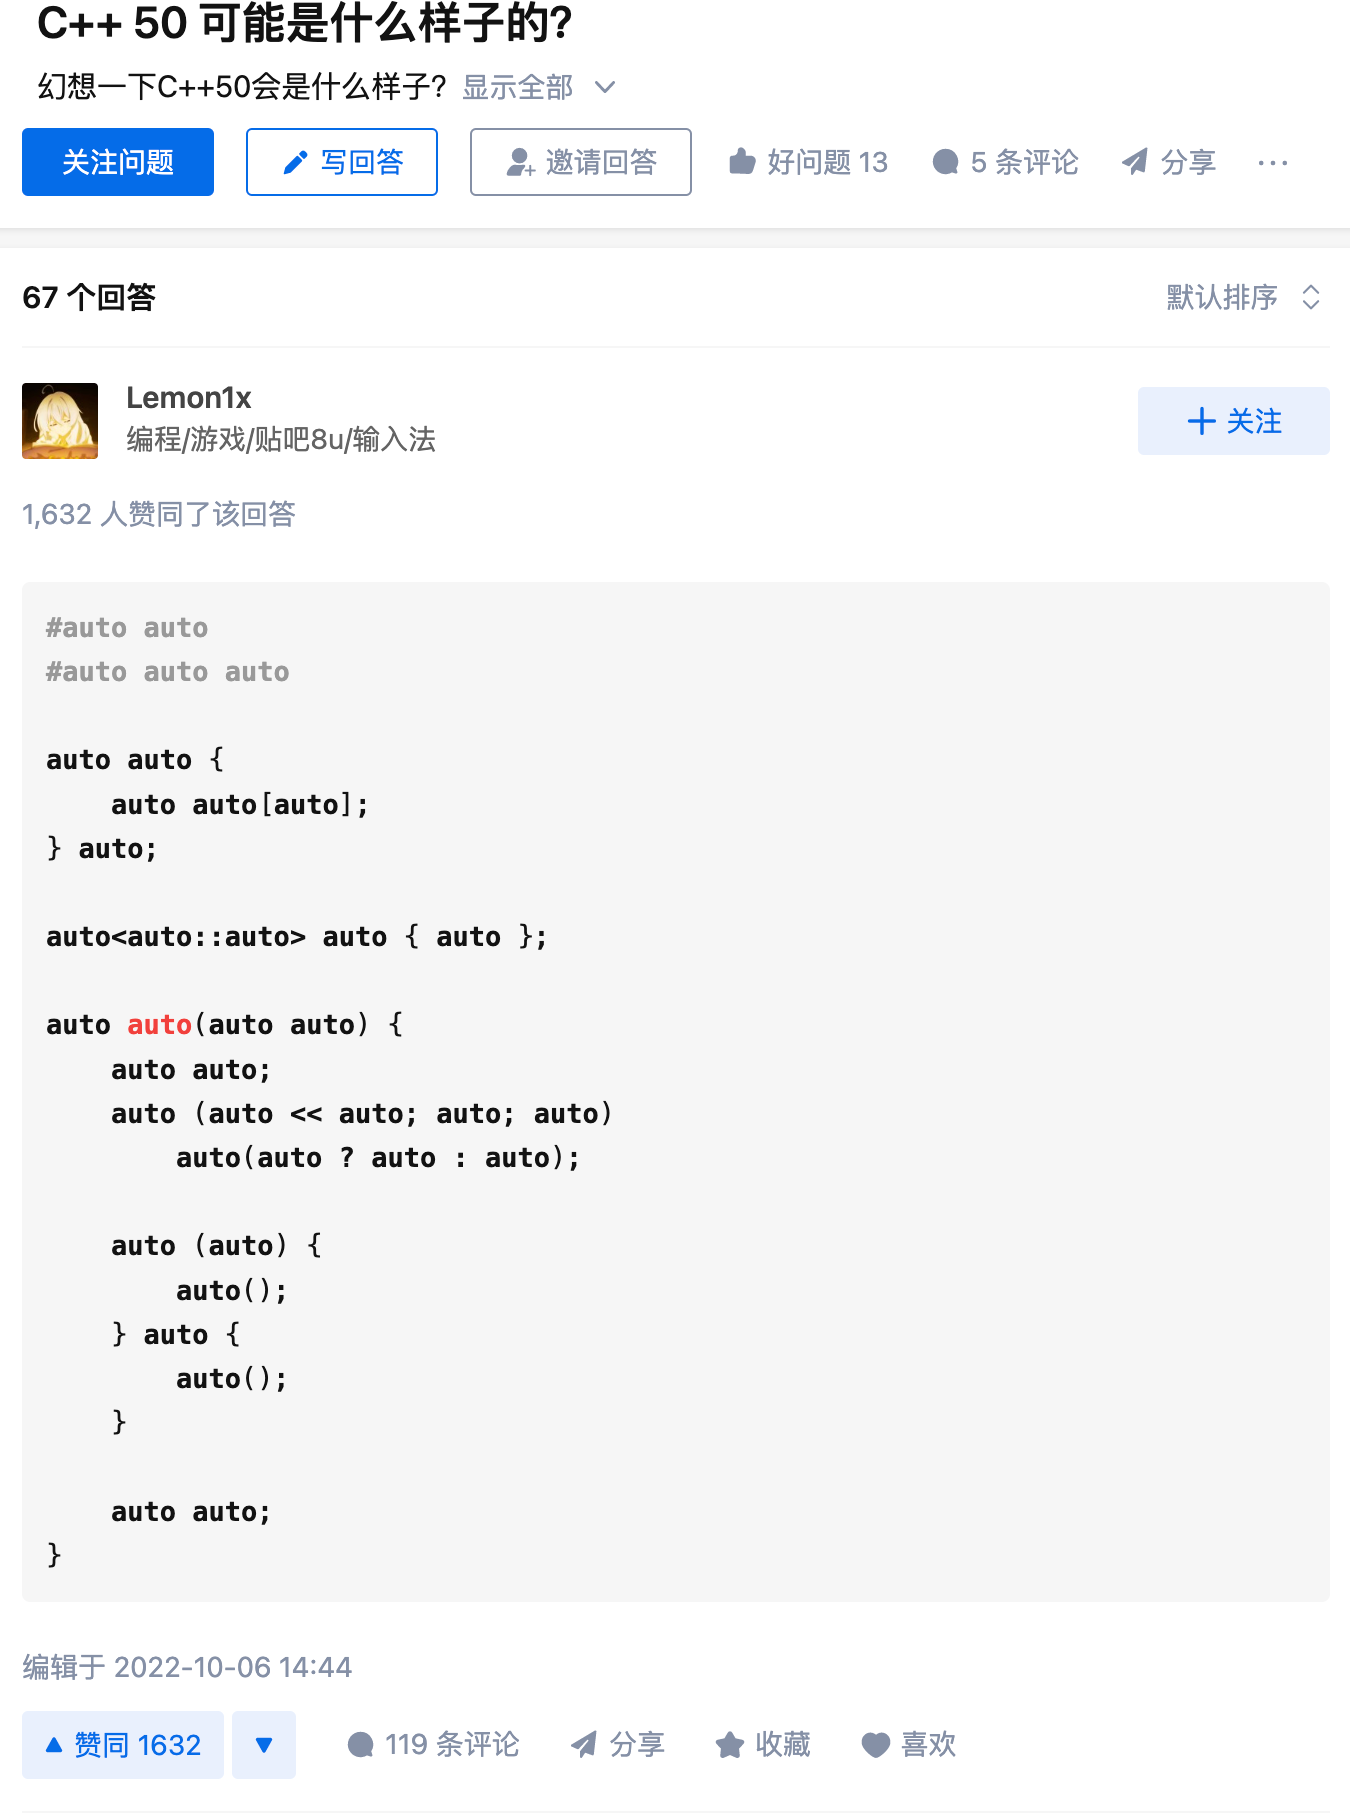 C++ 50 可能是什么样子的?
幻想一下C++50会是什么样子? 显示全部
关注问题 写回答 邀请回答 好问题 13 5 条评论 分享 ...
67 个回答 默认排序
Lemon1x
编程/游戏/贴吧8u/输入法
+ 关注
1,632 人赞同了该回答
#auto auto
#auto auto auto
auto auto {
    auto auto[auto];
} auto;
auto<auto::auto> auto { auto };
auto auto(auto auto) {
    auto auto;
    auto (auto << auto; auto; auto)
        auto(auto ? auto : auto);
    auto (auto) {
        auto();
    } auto {
        auto();
    }
    auto auto;
}
编辑于 2022-10-06 14:44
赞同 1632 119 条评论 分享 收藏 喜欢